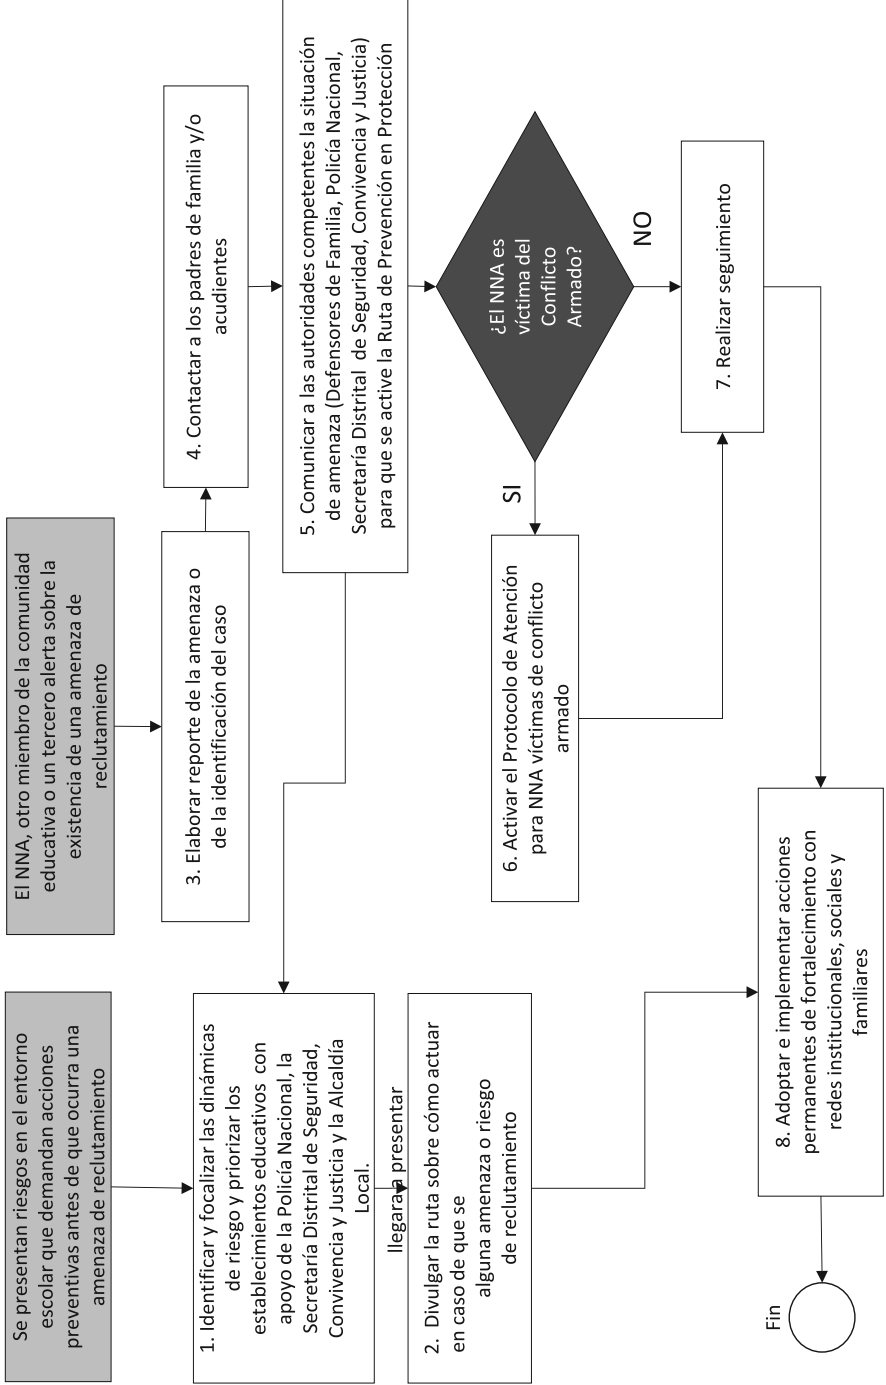 Se presentan riesgos en el entorno
escolar que demandan acciones
preventivas antes de que ocurra una
amenaza de reclutamiento
El NNA, otro miembro de la comunidad
educativa o un tercero alerta sobre la
existencia de una amenaza de
reclutamiento
1. Identificar y focalizar las dinámicas
de riesgo y priorizar los
establecimientos educativos con
apoyo de la Policía Nacional, la
Secretaría Distrital de Seguridad,
Convivencia y Justicia y la Alcaldía
Local.
2. Divulgar la ruta sobre cómo actuar
en caso de que se
llegara a presentar
alguna amenaza o riesgo
de reclutamiento
3. Elaborar reporte de la amenaza o
de la identificación del caso
4. Contactar a los padres de familia y/o
acudientes
5. Comunicar a las autoridades competentes la situación
de amenaza (Defensores de Familia, Policía Nacional,
Secretaría Distrital de Seguridad, Convivencia y Justicia)
para que se active la Ruta de Prevención en Protección
¿El NNA es
víctima del
Conflicto
Armado?
SI
NO
6. Activar el Protocolo de Atención
para NNA víctimas de conflicto
armado
7. Realizar seguimiento
8. Adoptar e implementar acciones
permanentes de fortalecimiento con
redes institucionales, sociales y
familiares
Fin